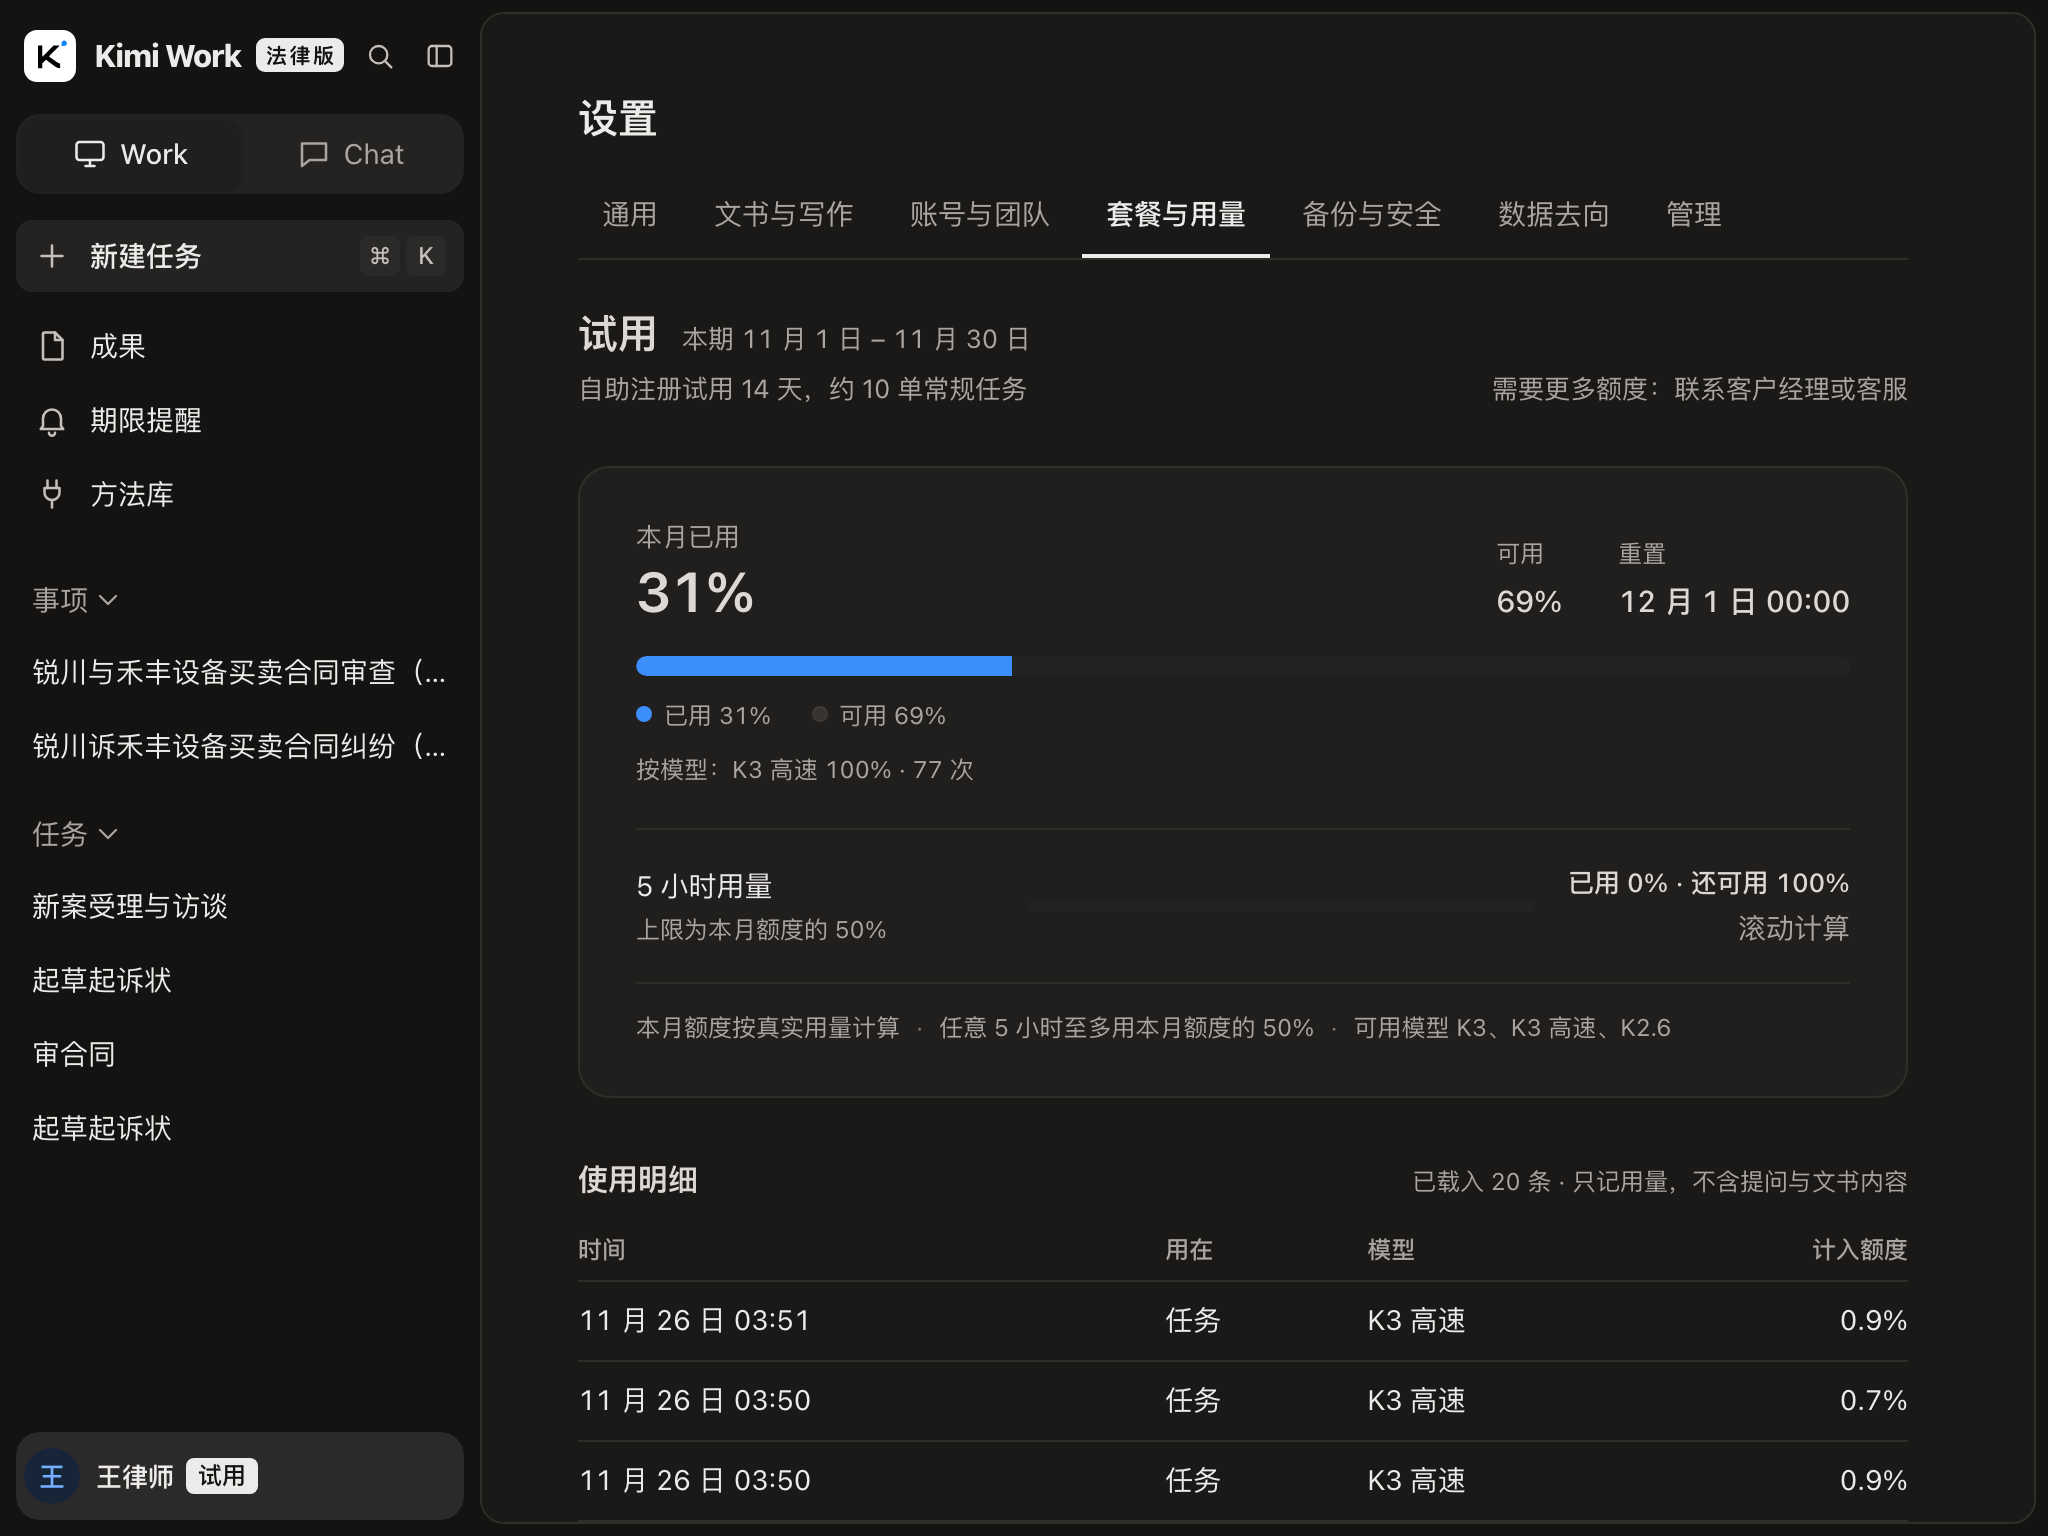 Kimi Work 法律版
Work
Chat
新建任务 ⌘ K
成果
期限提醒
方法库
事项
锐川与禾丰设备买卖合同审查（...
锐川诉禾丰设备买卖合同纠纷（...
任务
新案受理与访谈
起草起诉状
审合同
起草起诉状
王 王律师 试用
设置
通用 文书与写作 账号与团队 套餐与用量 备份与安全 数据去向 管理
试用 本期 11 月 1 日 – 11 月 30 日
自助注册试用 14 天，约 10 单常规任务
需要更多额度：联系客户经理或客服
本月已用
31%
可用
69%
重置
12 月 1 日 00:00
已用 31% 可用 69%
按模型：K3 高速 100% · 77 次
5 小时用量
上限为本月额度的 50%
已用 0% · 还可用 100%
滚动计算
本月额度按真实用量计算 · 任意 5 小时至多用本月额度的 50% · 可用模型 K3、K3 高速、K2.6
使用明细
已载入 20 条 · 只记用量，不含提问与文书内容
时间 用在 模型 计入额度
11 月 26 日 03:51 任务 K3 高速 0.9%
11 月 26 日 03:50 任务 K3 高速 0.7%
11 月 26 日 03:50 任务 K3 高速 0.9%